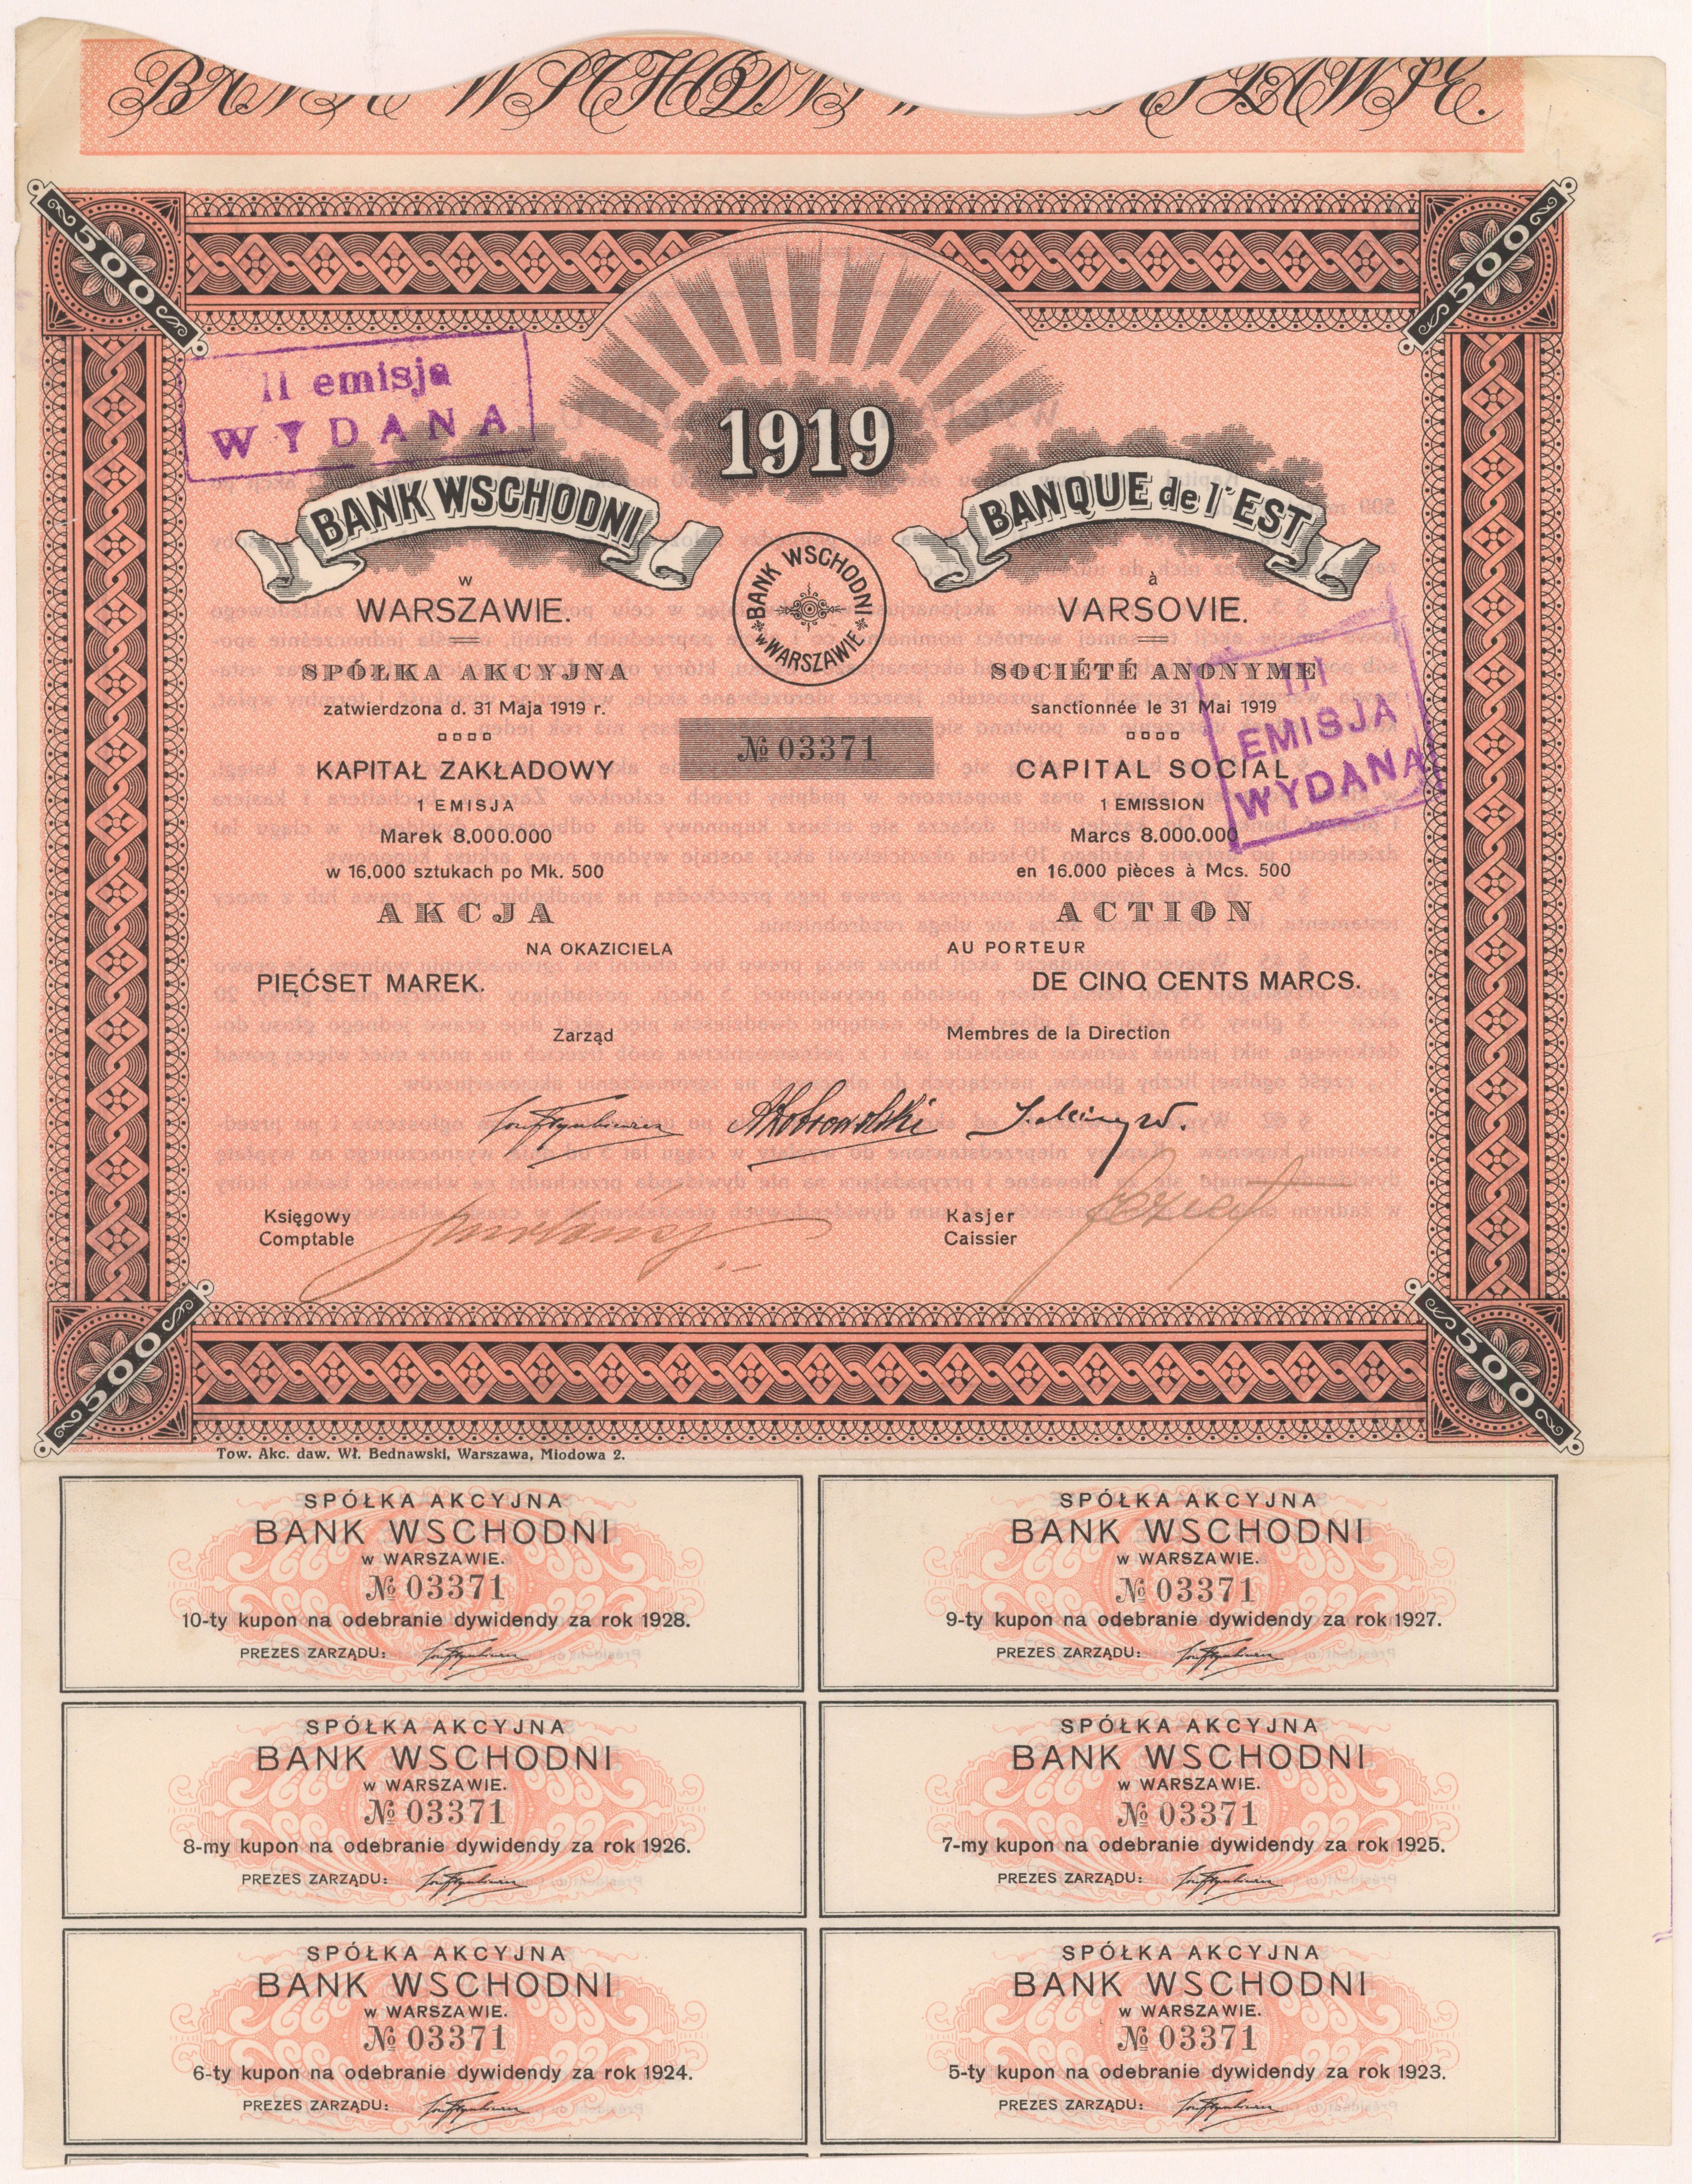 BANK WSCHODNI w WARSZAWIE.
500
500
II emisja
WYDANA
1919
BANK WSCHODNI
w
WARSZAWIE.
SPÓŁKA AKCYJNA
zatwierdzona d. 31 Maja 1919 r.
KAPITAŁ ZAKŁADOWY
1 EMISJA
Marek 8.000.000
w 16.000 sztukach po Mk. 500
AKCJA
NA OKAZICIELA
PIĘĆSET MAREK.
Zarząd
BANK WSCHODNI
w WARSZAWIE
№ 03371
BANQUE de l'EST
à
VARSOVIE.
SOCIÉTÉ ANONYME
sanctionnée le 31 Mai 1919
CAPITAL SOCIAL
1 EMISSION
Marcs 8.000.000
en 16.000 pièces à Mcs. 500
ACTION
AU PORTEUR
DE CINQ CENTS MARCS.
Membres de la Direction
III
EMISJA
WYDANA
Księgowy
Comptable
Kasjer
Caissier
500
500
Tow. Akc. daw. Wł. Bednawski, Warszawa, Miodowa 2.
SPÓŁKA AKCYJNA
BANK WSCHODNI
w WARSZAWIE.
№ 03371
10-ty kupon na odebranie dywidendy za rok 1928.
PREZES ZARZĄDU:
SPÓŁKA AKCYJNA
BANK WSCHODNI
w WARSZAWIE.
№ 03371
9-ty kupon na odebranie dywidendy za rok 1927.
PREZES ZARZĄDU:
SPÓŁKA AKCYJNA
BANK WSCHODNI
w WARSZAWIE.
№ 03371
8-my kupon na odebranie dywidendy za rok 1926.
PREZES ZARZĄDU:
SPÓŁKA AKCYJNA
BANK WSCHODNI
w WARSZAWIE.
№ 03371
7-my kupon na odebranie dywidendy za rok 1925.
PREZES ZARZĄDU:
SPÓŁKA AKCYJNA
BANK WSCHODNI
w WARSZAWIE.
№ 03371
6-ty kupon na odebranie dywidendy za rok 1924.
PREZES ZARZĄDU:
SPÓŁKA AKCYJNA
BANK WSCHODNI
w WARSZAWIE.
№ 03371
5-ty kupon na odebranie dywidendy za rok 1923.
PREZES ZARZĄDU: